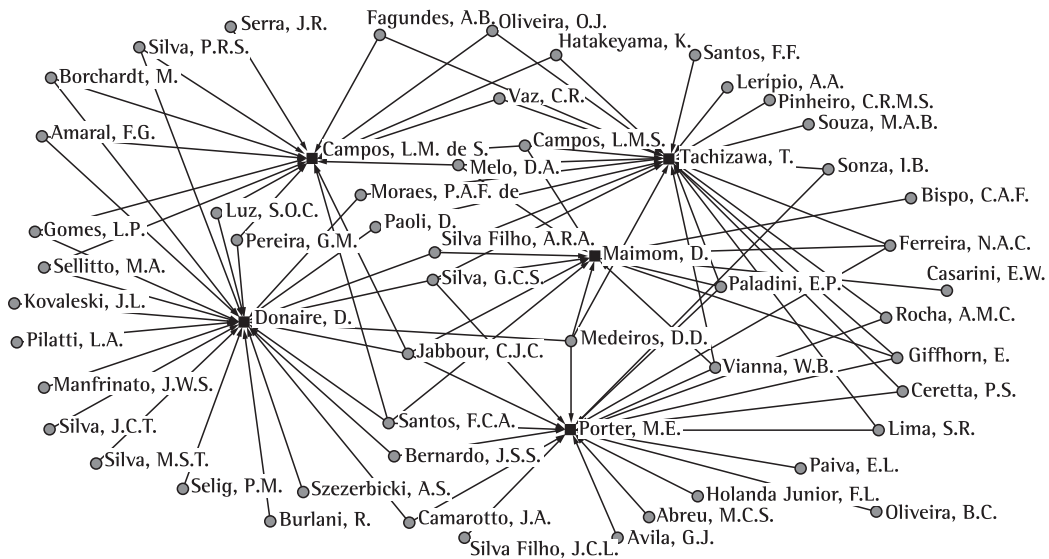 Fagundes, A.B.
Oliveira, O.J.
Serra, J.R.
Silva, P.R.S.
Hatakeyama, K.
Santos, F.F.
Borchardt, M.
Lerípio, A.A.
Vaz, C.R.
Pinheiro, C.R.M.S.
Souza, M.A.B.
Amaral, F.G.
Campos, L.M. de S.
Campos, L.M.S.
Tachizawa, T.
Melo, D.A.
Sonza, I.B.
Moraes, P.A.F. de
Bispo, C.A.F.
Luz, S.O.C.
Paoli, D.
Gomes, L.P.
Pereira, G.M.
Silva Filho, A.R.A.
Maimom, D.
Ferreira, N.A.C.
Sellitto, M.A.
Silva, G.C.S.
Paladini, E.P.
Casarini, E.W.
Kovaleski, J.L.
Donaire, D.
Rocha, A.M.C.
Pilatti, L.A.
Jabbour, C.J.C.
Medeiros, D.D.
Vianna, W.B.
Giffhorn, E.
Manfrinato, J.W.S.
Ceretta, P.S.
Silva, J.C.T.
Santos, F.C.A.
Porter, M.E.
Lima, S.R.
Silva, M.S.T.
Bernardo, J.S.S.
Paiva, E.L.
Selig, P.M.
Szezerbicki, A.S.
Holanda Junior, F.L.
Burlani, R.
Camarotto, J.A.
Abreu, M.C.S.
Oliveira, B.C.
Silva Filho, J.C.L.
Avila, G.J.